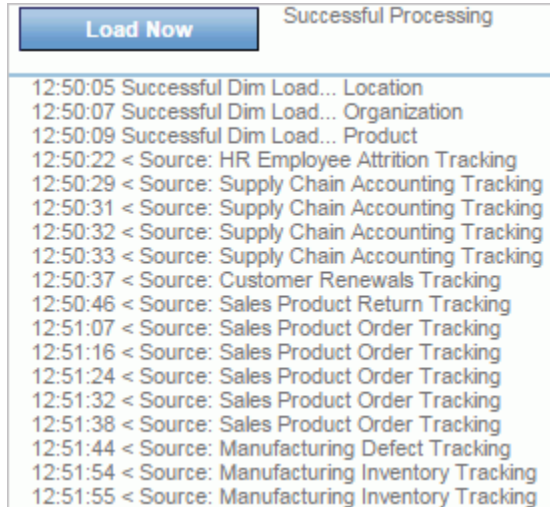 Load Now
Successful Processing
12:50:05 Successful Dim Load... Location
12:50:07 Successful Dim Load... Organization
12:50:09 Successful Dim Load... Product
12:50:22 < Source: HR Employee Attrition Tracking
12:50:29 < Source: Supply Chain Accounting Tracking
12:50:31 < Source: Supply Chain Accounting Tracking
12:50:32 < Source: Supply Chain Accounting Tracking
12:50:33 < Source: Supply Chain Accounting Tracking
12:50:37 < Source: Customer Renewals Tracking
12:50:46 < Source: Sales Product Return Tracking
12:51:07 < Source: Sales Product Order Tracking
12:51:16 < Source: Sales Product Order Tracking
12:51:24 < Source: Sales Product Order Tracking
12:51:32 < Source: Sales Product Order Tracking
12:51:38 < Source: Sales Product Order Tracking
12:51:44 < Source: Manufacturing Defect Tracking
12:51:54 < Source: Manufacturing Inventory Tracking
12:51:55 < Source: Manufacturing Inventory Tracking